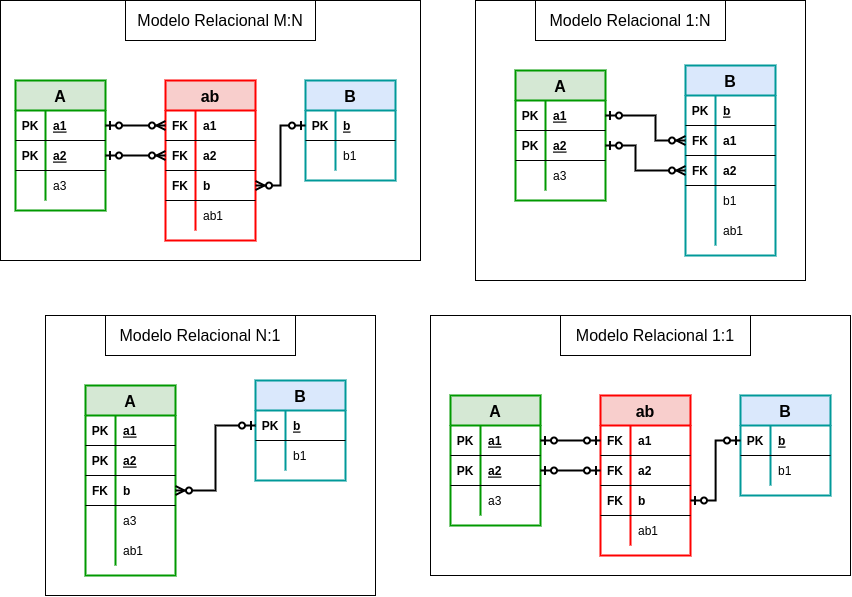 Modelo Relacional M:N
A
PK a1
PK a2
a3
ab
FK a1
FK a2
FK b
ab1
B
PK b
b1
Modelo Relacional 1:N
A
PK a1
PK a2
a3
B
PK b
FK a1
FK a2
b1
ab1
Modelo Relacional N:1
A
PK a1
PK a2
FK b
a3
ab1
B
PK b
b1
Modelo Relacional 1:1
A
PK a1
PK a2
a3
ab
FK a1
FK a2
FK b
ab1
B
PK b
b1